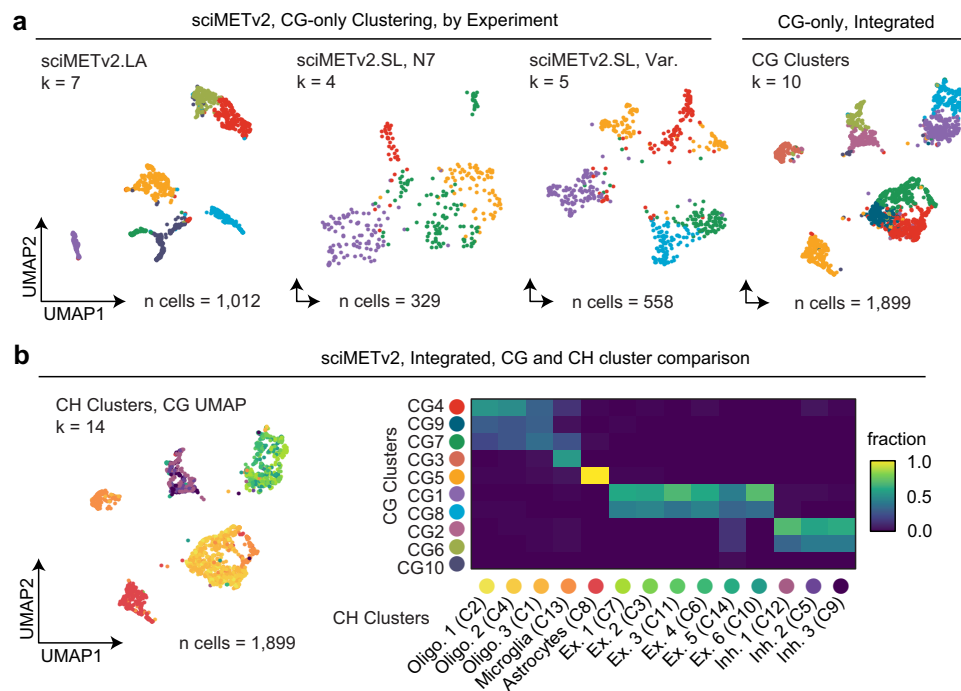 a
sciMETv2, CG-only Clustering, by Experiment
CG-only, Integrated
sciMETv2.LA
k = 7
sciMETv2.SL, N7
k = 4
sciMETv2.SL, Var.
k = 5
CG Clusters
k = 10
UMAP2
UMAP1
n cells = 1,012
n cells = 329
n cells = 558
n cells = 1,899
b
sciMETv2, Integrated, CG and CH cluster comparison
CH Clusters, CG UMAP
k = 14
UMAP2
UMAP1
n cells = 1,899
CG Clusters
CG4
CG9
CG7
CG3
CG5
CG1
CG8
CG2
CG6
CG10
fraction
1.0
0.5
0.0
CH Clusters
Oligo. 1 (C2)
Oligo. 2 (C4)
Oligo. 3 (C1)
Microglia (C13)
Astrocytes (C8)
Ex. 1 (C7)
Ex. 2 (C3)
Ex. 3 (C11)
Ex. 4 (C6)
Ex. 5 (C14)
Ex. 6 (C10)
Inh. 1 (C12)
Inh. 2 (C5)
Inh. 3 (C9)